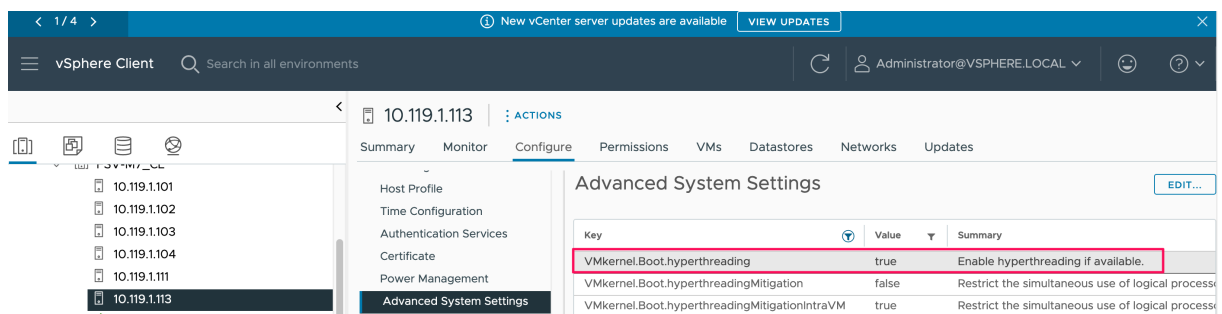 1 / 4
New vCenter server updates are available VIEW UPDATES
vSphere Client
Search in all environments
Administrator@VSPHERE.LOCAL
10.119.1.113
ACTIONS
Summary Monitor Configure Permissions VMs Datastores Networks Updates
10.119.1.101
10.119.1.102
10.119.1.103
10.119.1.104
10.119.1.111
10.119.1.113
Host Profile
Time Configuration
Authentication Services
Certificate
Power Management
Advanced System Settings
Advanced System Settings
EDIT...
Key Value Summary
VMkernel.Boot.hyperthreading true Enable hyperthreading if available.
VMkernel.Boot.hyperthreadingMitigation false Restrict the simultaneous use of logical
VMkernel.Boot.hyperthreadingMitigationIntraVM true Restrict the simultaneous use of logical